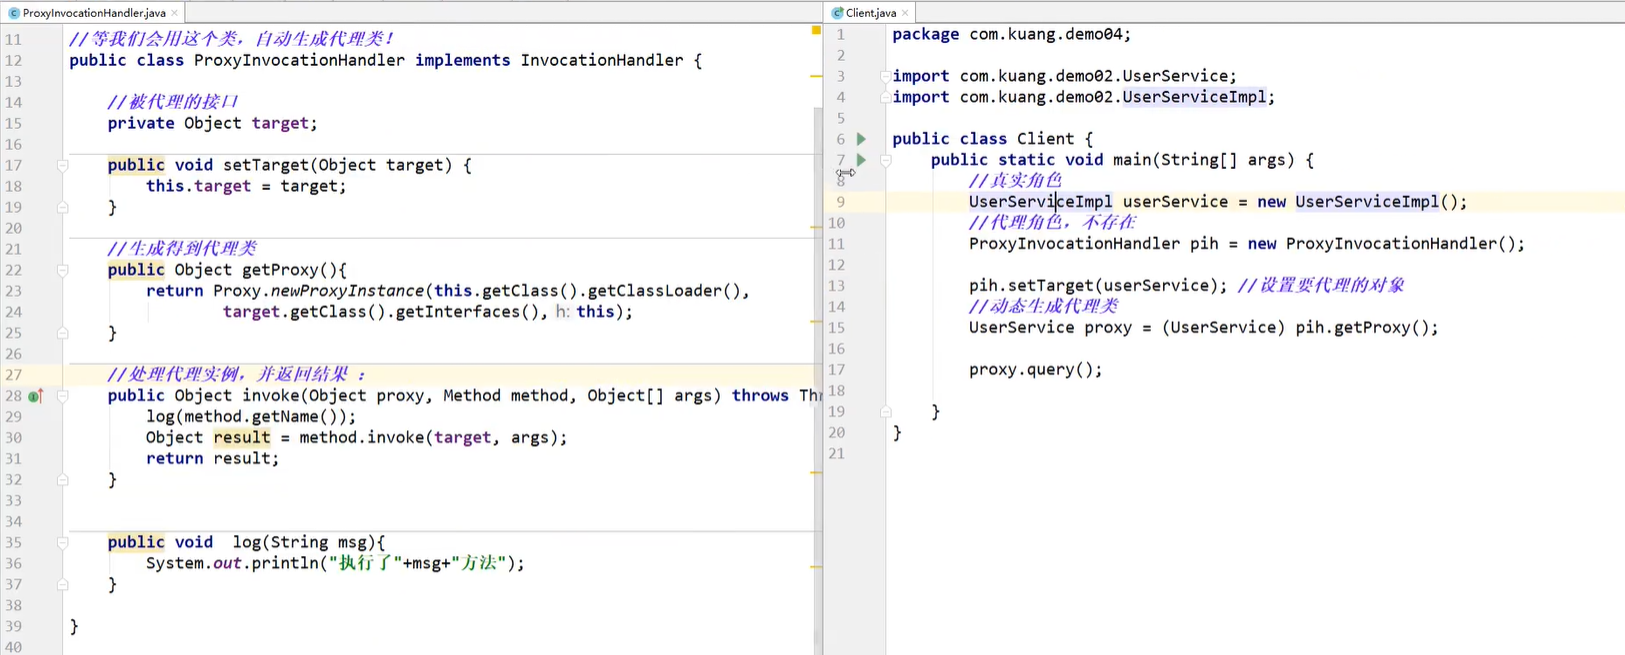 ProxyInvocationHandler.java
11 //等我们会用这个类，自动生成代理类！
12 public class ProxyInvocationHandler implements InvocationHandler {
13
14 //被代理的接口
15 private Object target;
16
17 public void setTarget(Object target) {
18 this.target = target;
19 }
20
21 //生成得到代理类
22 public Object getProxy(){
23 return Proxy.newProxyInstance(this.getClass().getClassLoader(),
24 target.getClass().getInterfaces(), h: this);
25 }
26
27 //处理代理实例，并返回结果 ：
28 public Object invoke(Object proxy, Method method, Object[] args) throws Thr
29 log(method.getName());
30 Object result = method.invoke(target, args);
31 return result;
32 }
33
34
35 public void log(String msg){
36 System.out.println("执行了"+msg+"方法");
37 }
38
39 }
40
Client.java
1 package com.kuang.demo04;
2
3 import com.kuang.demo02.UserService;
4 import com.kuang.demo02.UserServiceImpl;
5
6 public class Client {
7 public static void main(String[] args) {
8 //真实角色
9 UserServiceImpl userService = new UserServiceImpl();
10 //代理角色，不存在
11 ProxyInvocationHandler pih = new ProxyInvocationHandler();
12
13 pih.setTarget(userService); //设置要代理的对象
14 //动态生成代理类
15 UserService proxy = (UserService) pih.getProxy();
16
17 proxy.query();
18
19 }
20 }
21